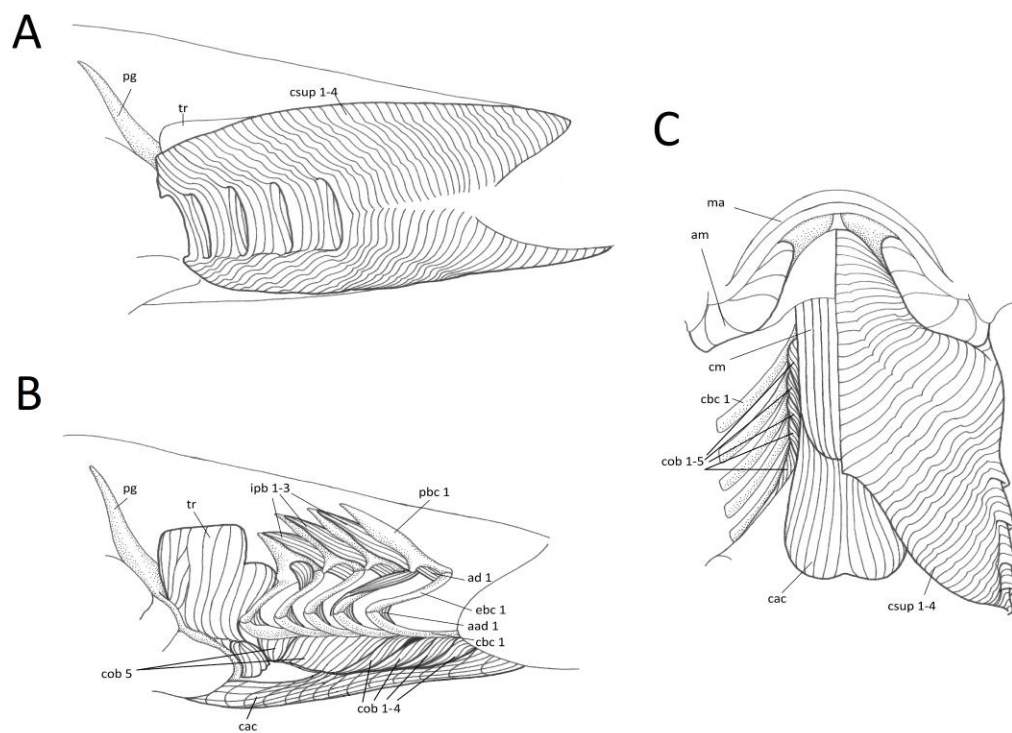 A
pg
tr
csup 1-4
B
pg
tr
ipb 1-3
pbc 1
ad 1
ebc 1
aad 1
cbc 1
cob 5
cob 1-4
cac
C
ma
am
cm
cbc 1
cob 1-5
cac
csup 1-4